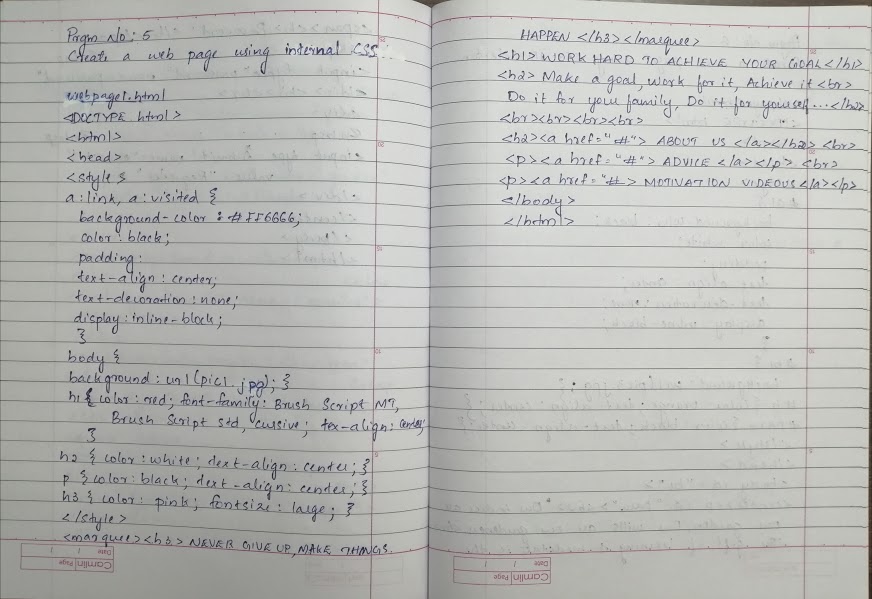 Prgm No: 5
Create a web page using internal CSS.
webpage1.html
<DOCTYPE html>
<html>
<head>
<style>
a:link, a:visited {
background-color: #FF6666;
color: black;
padding:
text-align: center;
text-decoration: none;
display: inline-block;
}
body {
background: url(pic1.jpg); }
h1 { color: red; font-family: Brush Script MT,
Brush Script std, cursive; tex-align: center;
}
h2 { color: white; text-align: center; }
p { color: black; text-align: center; }
h3 { color: pink; fontsize: large; }
</style>
<marquee><h3> NEVER GIVE UP, MAKE THINGS
HAPPEN </h3></marquee>
<h1> WORK HARD TO ACHIEVE YOUR GOAL</h1>
<h2> Make a goal, work for it, Achieve it <br>
Do it for your family, Do it for yourself...</h2>
<br><br><br><br>
<h2><a href="#"> ABOUT US </a></h2> <br>
<p><a href="#"> ADVICE </a></p> <br>
<p><a href="#> MOTIVATION VIDEOUS</a></p>
</body>
</html>
Camlin Page Date / /
Camlin Page Date / /